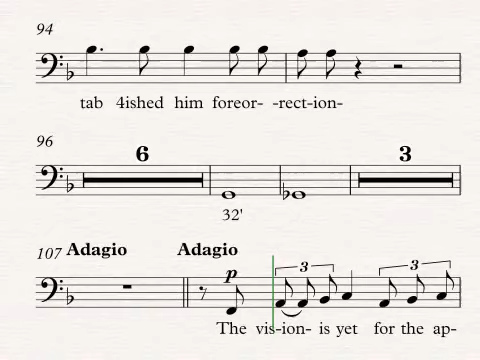 94
tab 4ished him foreor- -rect-ion-
96
6 3
32'
107 Adagio Adagio
3 3
p
The vis-ion- is yet for the ap-